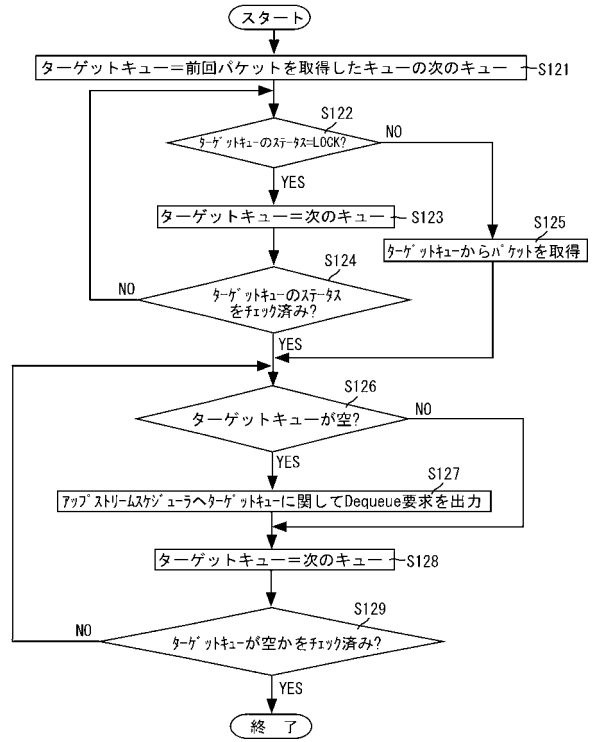 スタート
ターゲットキュー＝前回パケットを取得したキューの次のキュー
S121
S122
ﾀｰｹﾞｯﾄｷｭｰのｽﾃｰﾀｽ=LOCK?
NO
YES
ターゲットキュー＝次のキュー
S123
S125
ﾀｰｹﾞｯﾄｷｭｰからﾊﾟｹｯﾄを取得
S124
ﾀｰｹﾞｯﾄｷｭｰのｽﾃｰﾀｽ
をﾁｪｯｸ済み?
NO
YES
S126
ターゲットキューが空?
NO
YES
S127
ｱｯﾌﾟｽﾄﾘｰﾑｽｹｼﾞｭｰﾗへﾀｰｹﾞｯﾄｷｭｰに関してDequeue要求を出力
ターゲットキュー＝次のキュー
S128
S129
ﾀｰｹﾞｯﾄｷｭｰが空かをﾁｪｯｸ済み?
NO
YES
終 了